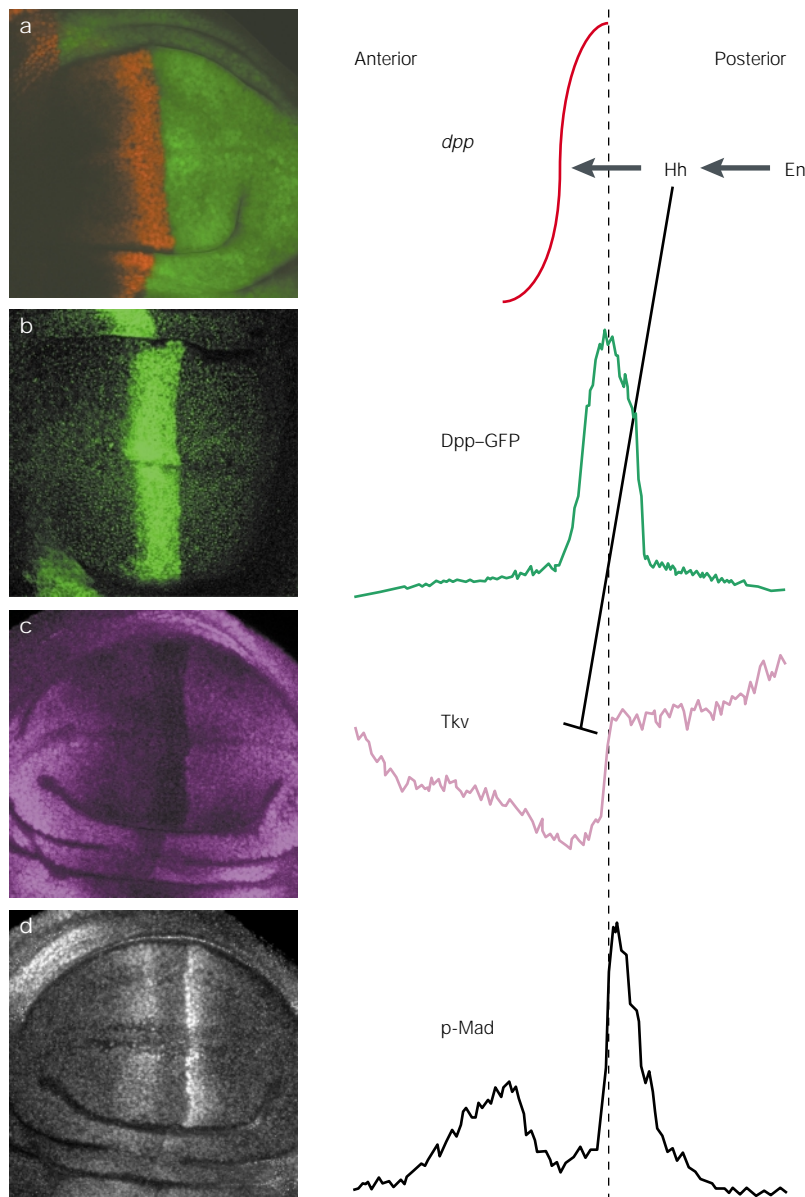 a
Anterior
Posterior
dpp
Hh
En
b
Dpp–GFP
c
Tkv
d
p-Mad